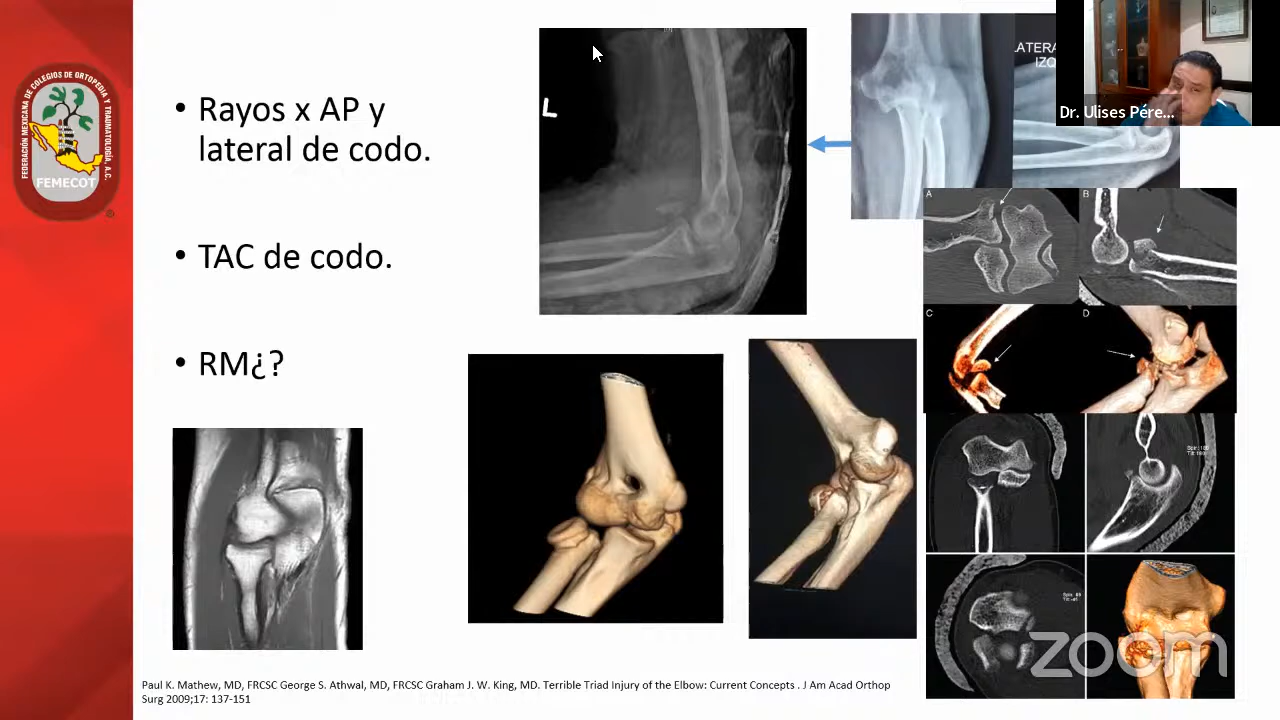 FEDERACIÓN MEXICANA DE COLEGIOS DE ORTOPEDIA Y TRAUMATOLOGÍA, A.C.
FEMECOT
®
• Rayos x AP y
lateral de codo.
• TAC de codo.
• RM¿?
L
LATERA
IZQ
Dr. Ulises Pére...
A
B
C
D
zoom
Paul K. Mathew, MD, FRCSC George S. Athwal, MD, FRCSC Graham J. W. King, MD. Terrible Triad Injury of the Elbow: Current Concepts . J Am Acad Orthop
Surg 2009;17: 137-151